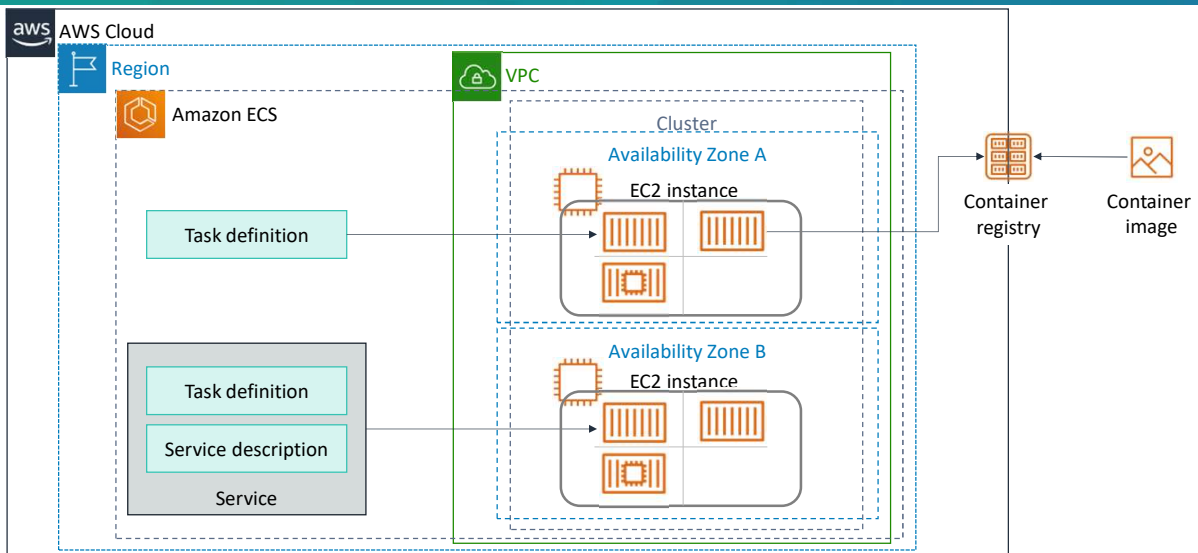 aws
AWS Cloud
Region
VPC
Amazon ECS
Cluster
Availability Zone A
EC2 instance
Task definition
Container
registry
Container
image
Availability Zone B
EC2 instance
Task definition
Service description
Service